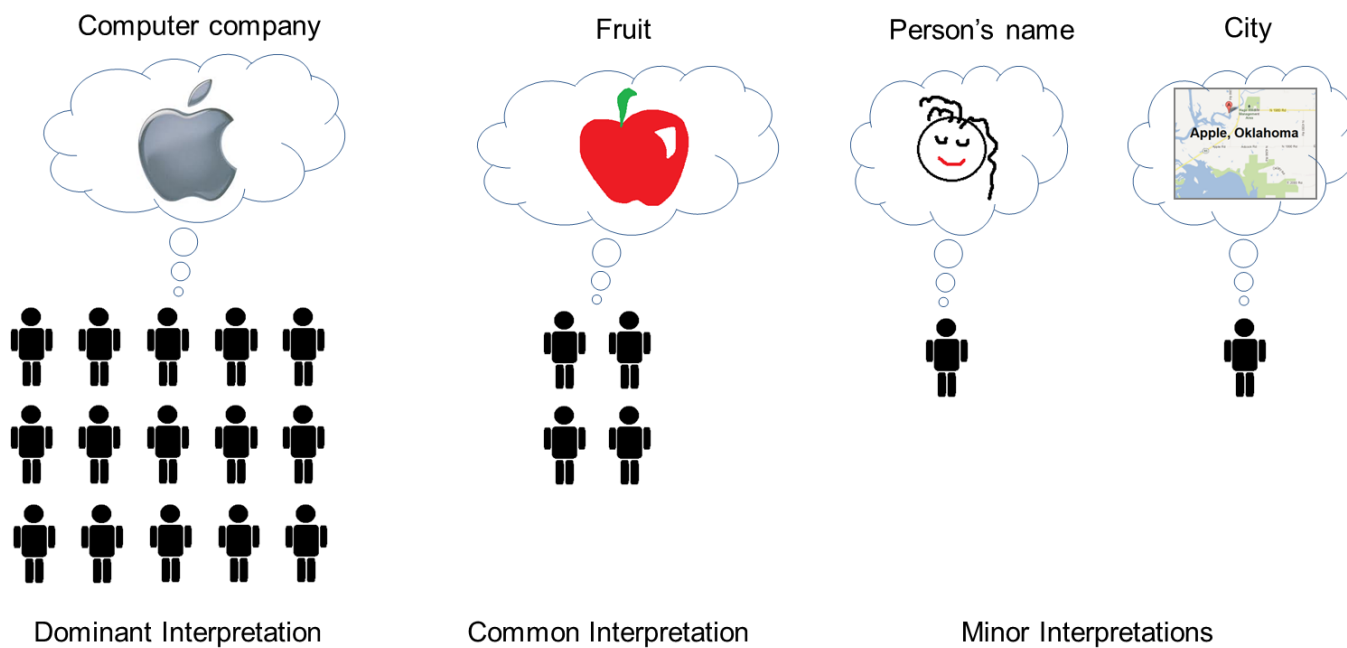 Computer company
Fruit
Person's name
City
Apple, Oklahoma
Dominant Interpretation
Common Interpretation
Minor Interpretations